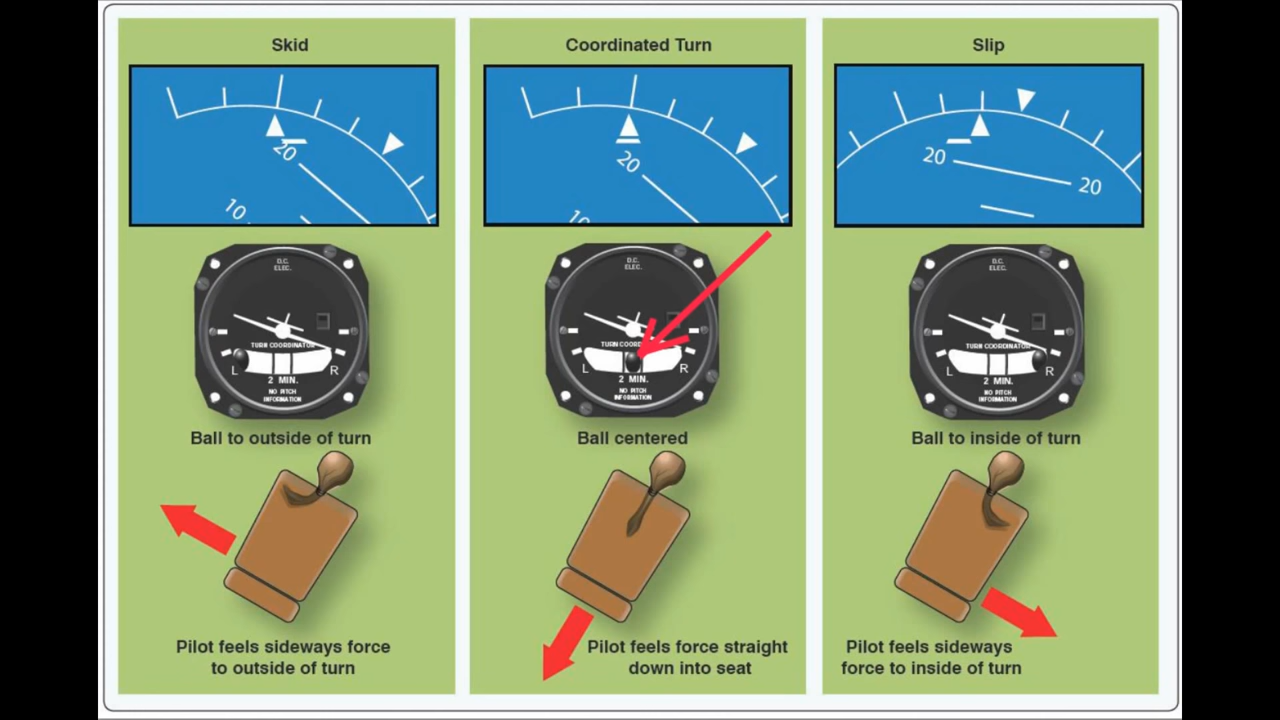 Skid
20
10
D.C.
ELEC.
TURN COORDINATOR
L R
2 MIN.
NO PITCH
INFORMATION
Ball to outside of turn
Pilot feels sideways force
to outside of turn
Coordinated Turn
20
10
D.C.
ELEC.
TURN COORD
L R
2 MIN.
NO PITCH
INFORMATION
Ball centered
Pilot feels force straight
down into seat
Slip
20 20
D.C.
ELEC.
TURN COORDINATOR
L R
2 MIN.
NO PITCH
INFORMATION
Ball to inside of turn
Pilot feels sideways
force to inside of turn